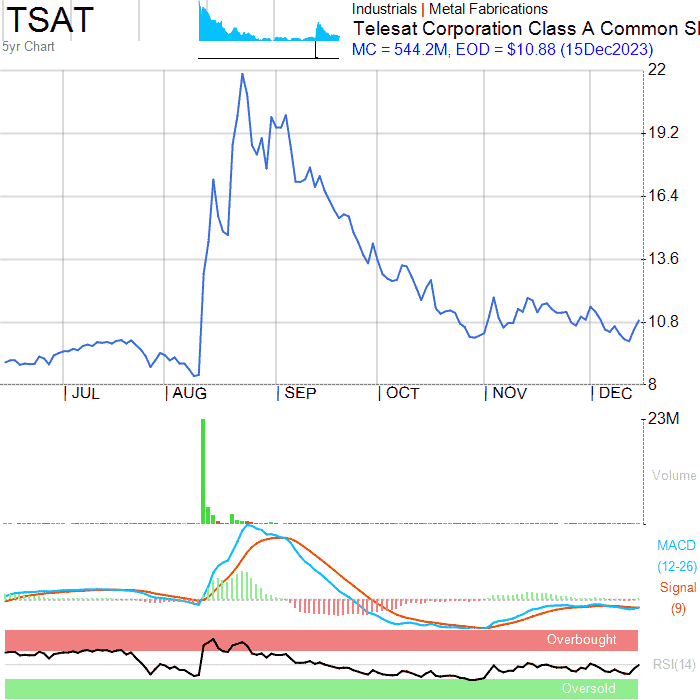 TSAT
5yr Chart
Industrials | Metal Fabrications
Telesat Corporation Class A Common S
MC = 544.2M, EOD = $10.88 (15Dec2023)
22
19.2
16.4
13.6
10.8
8
| JUL | AUG | SEP | OCT | NOV | DEC
23M
Volume
MACD
(12-26)
Signal
(9)
Overbought
RSI(14)
Oversold